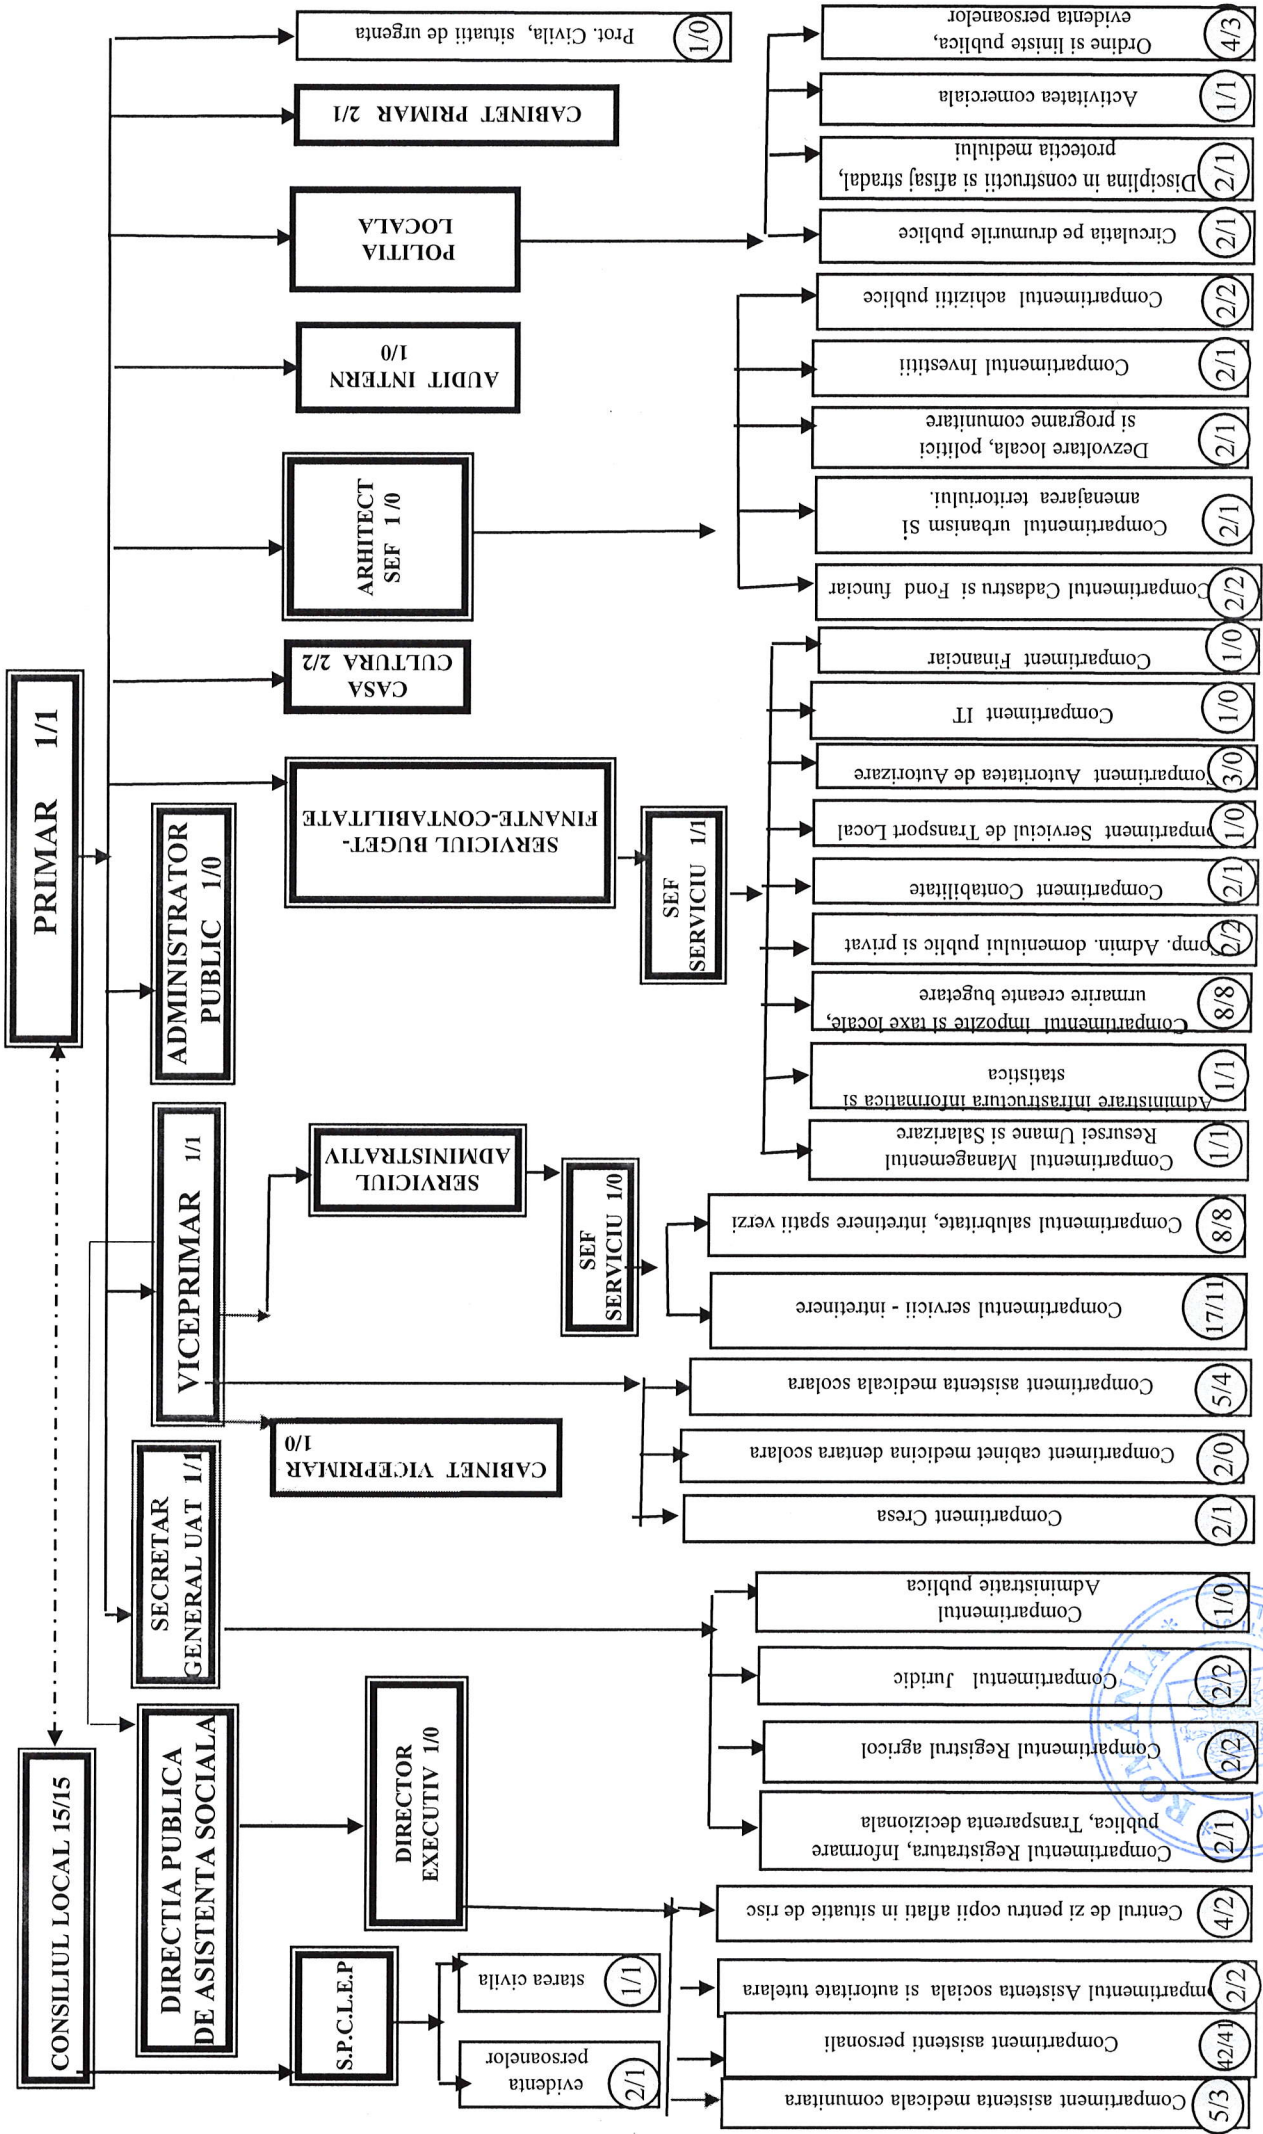 CONSILIUL LOCAL 15/15
PRIMAR 1/1
DIRECTIA PUBLICA
DE ASISTENTA SOCIALA
SECRETAR
GENERAL UAT 1/1
VICEPRIMAR 1/1
ADMINISTRATOR
PUBLIC 1/0
S.P.C.L.E.P
DIRECTOR
EXECUTIV 1/0
CABINET VICEPRIMAR
1/0
SERVICIUL
ADMINISTRATIV
SERVICIUL BUGET-
FINANTE-CONTABILITATE
CASA
CULTURA 2/2
ARHITECT
SEF 1/0
AUDIT INTERN
1/0
POLITIA
LOCALA
CABINET PRIMAR 2/1
Prot. Civila, situatii de urgenta
1/0
evidenta
persoanelor
2/1
starea civila
1/1
SEF
SERVICIU 1/0
SEF
SERVICIU 1/1
Compartiment asistenta medicala comunitara
5/3
Compartiment asistenti personali
42/41
ompartimentul Asistenta sociala si autoritate tutelara
2/2
Centrul de zi pentru copii aflati in situatie de risc
4/2
Compartimentul Registratura, Informare
publica, Transparenta decizionala
2/1
Compartimentul Registrul agricol
2/2
Compartimentul Juridic
2/2
Compartimentul
Administratie publica
1/0
Compartiment Cresa
2/1
Compartiment cabinet medicina dentara scolara
2/0
Compartiment asistenta medicala scolara
5/4
Compartimentul servicii - intretinere
17/11
Compartimentul salubritate, intretinere spatii verzi
8/8
Compartimentul Managementul
Resursei Umane si Salarizare
1/1
Administrare infrastructura informatica si
statistica
1/1
Compartimentul impozite si taxe locale,
urmarire creante bugetare
8/8
Comp. Admin. domeniului public si privat
2/2
Compartiment Contabilitate
2/1
ompartiment Serviciul de Transport Local
1/0
Compartiment Autoritatea de Autorizare
3/0
Compartiment IT
1/0
Compartiment Financiar
1/0
Compartimentul Cadastru si Fond funciar
2/2
Compartimentul urbanism Si
amenajarea teritoriului.
2/1
Dezvoltare locala, politici
si programe comunitare
2/1
Compartimentul Investitii
2/1
Compartimentul achizitii publice
2/2
Circulatia pe drumurile publice
2/1
Disciplina in constructii si afisaj stradal,
protectia mediului
2/1
Activitatea comerciala
1/1
Ordine si liniste publica,
evidenta persoanelor
4/3
* ROMÂNIA *